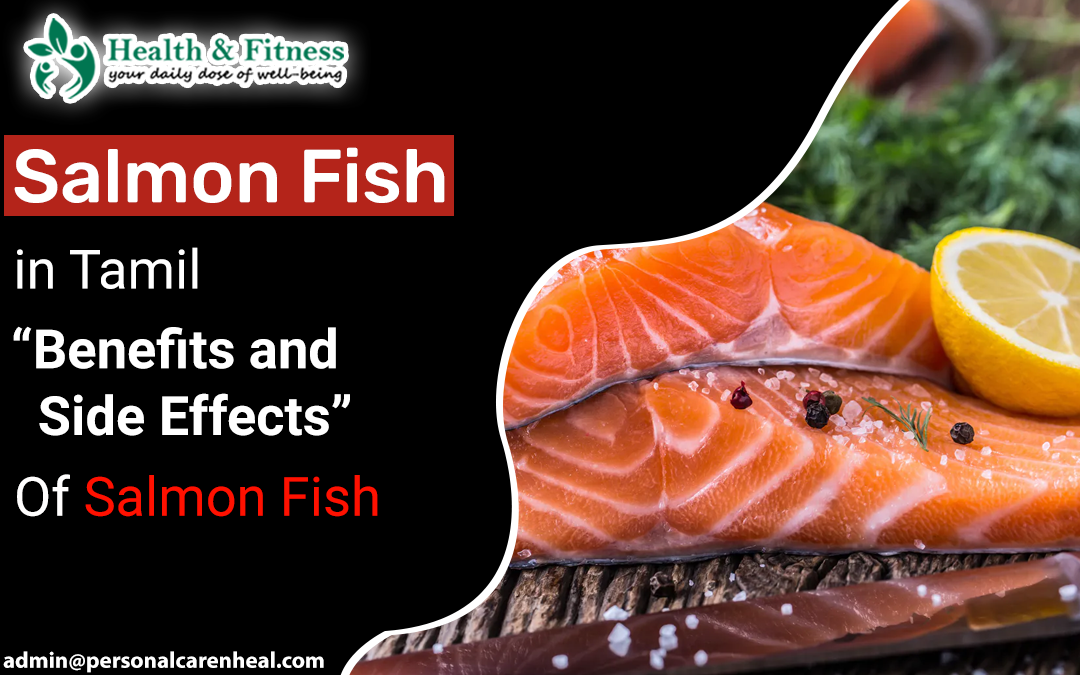 Health & Fitness
your daily dose of well-being
Salmon Fish
in Tamil
“Benefits and
Side Effects”
Of Salmon Fish
admin@personalcarenheal.com